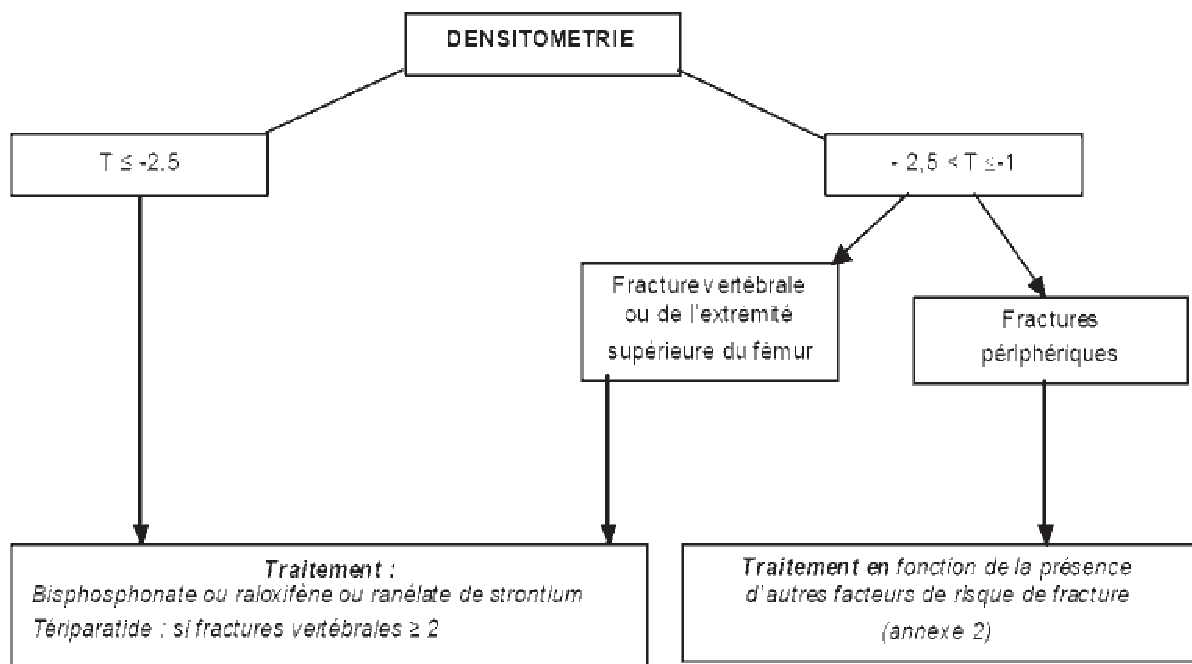 DENSITOMETRIE
T ≤ -2.5
- 2,5 < T ≤-1
Fracture vertébrale
ou de l'extrémité
supérieure du fémur
Fractures
périphériques
Traitement :
Bisphosphonate ou raloxifène ou ranélate de strontium
Tériparatide : si fractures vertébrales ≥ 2
Traitement en fonction de la présence
d'autres facteurs de risque de fracture
(annexe 2)